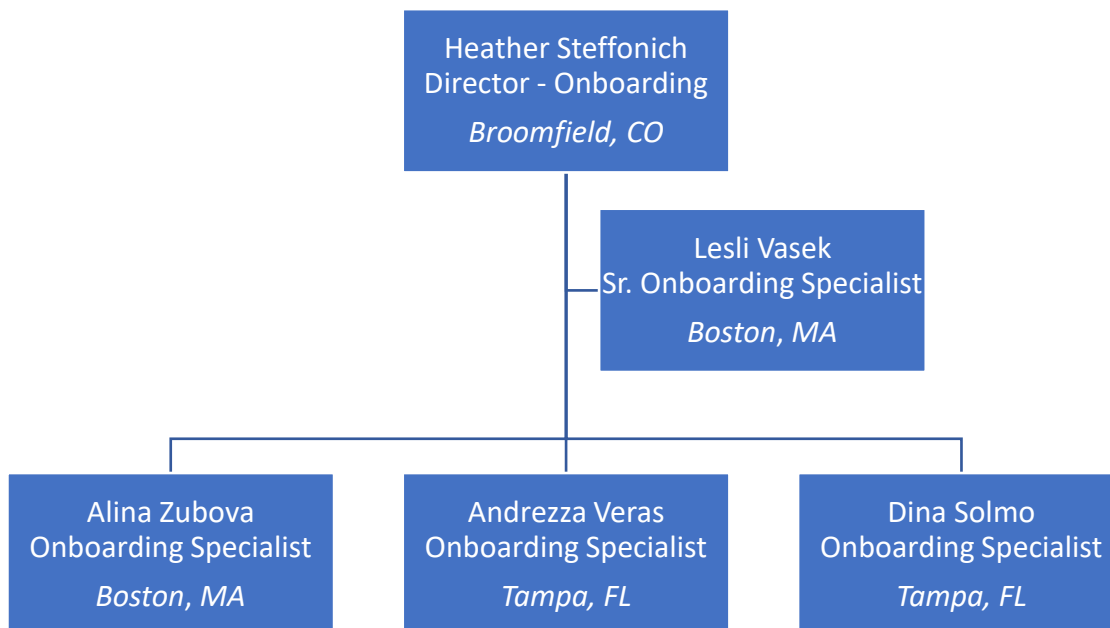 Heather Steffonich
Director - Onboarding
Broomfield, CO
Lesli Vasek
Sr. Onboarding Specialist
Boston, MA
Alina Zubova
Onboarding Specialist
Boston, MA
Andrezza Veras
Onboarding Specialist
Tampa, FL
Dina Solmo
Onboarding Specialist
Tampa, FL